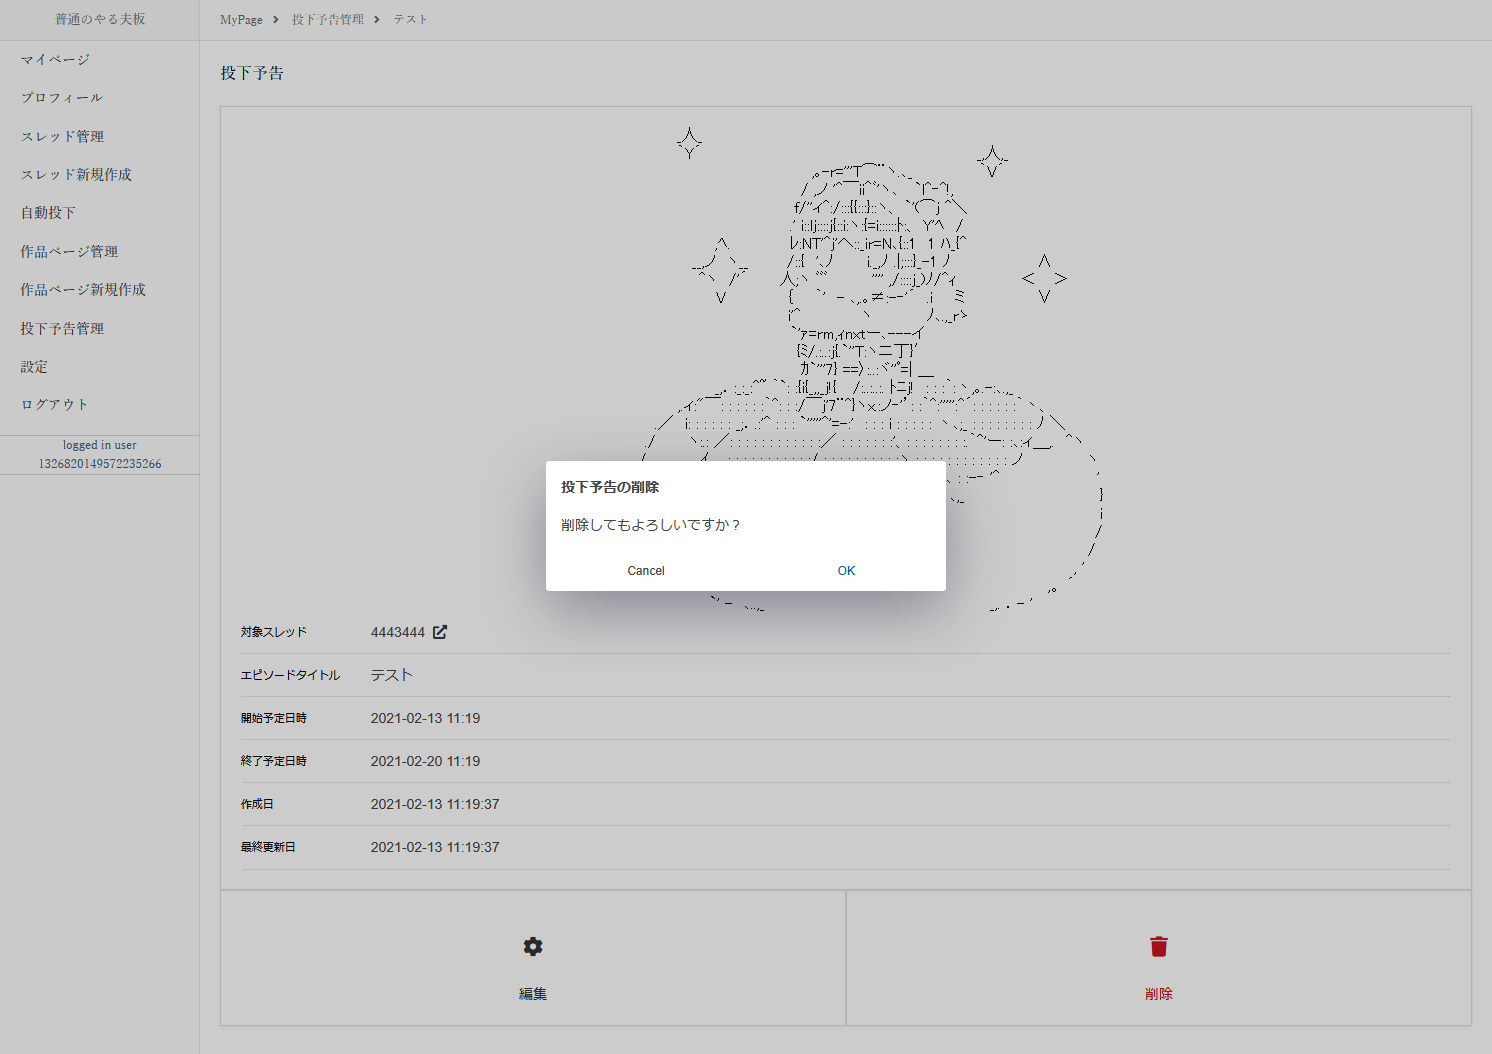 普通のやる夫板
MyPage
投下予告管理
テスト
マイページ
プロフィール
スレッド管理
スレッド新規作成
自動投下
作品ページ管理
作品ページ新規作成
投下予告管理
設定
ログアウト
logged in user
1326820149572235266
投下予告
投下予告の削除
削除してもよろしいですか？
Cancel
OK
対象スレッド
4443444
エピソードタイトル
テスト
開始予定日時
2021-02-13 11:19
終了予定日時
2021-02-20 11:19
作成日
2021-02-13 11:19:37
最終更新日
2021-02-13 11:19:37
編集
削除